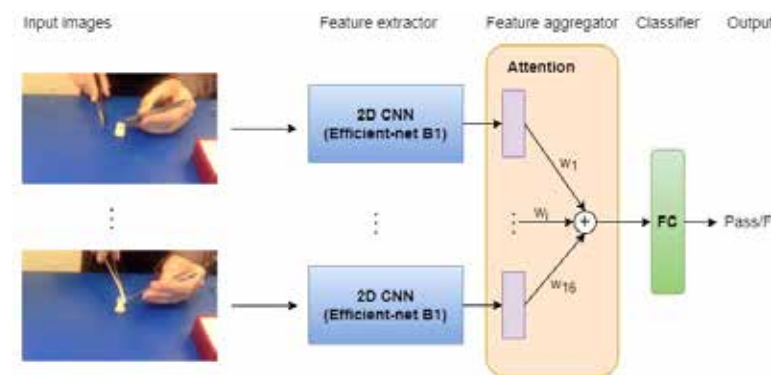 Input images
Feature extractor
Feature aggregator
Classifier
Output
Attention
2D CNN
(Efficient-net B1)
w1
wi
+
FC
Pass/F
2D CNN
(Efficient-net B1)
w16